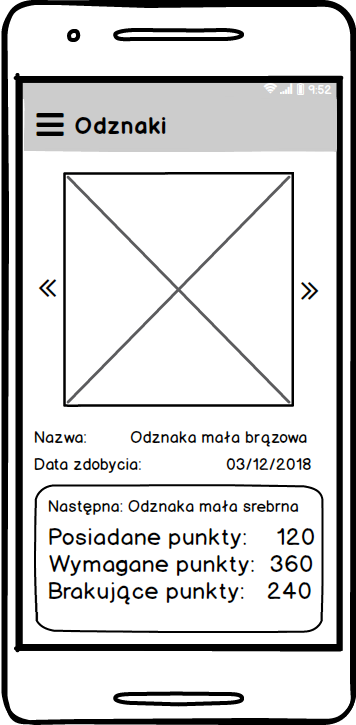 9:52
Odznaki
« »
Nazwa: Odznaka mała brązowa
Data zdobycia: 03/12/2018
Następna: Odznaka mała srebrna
Posiadane punkty: 120
Wymagane punkty: 360
Brakujące punkty: 240